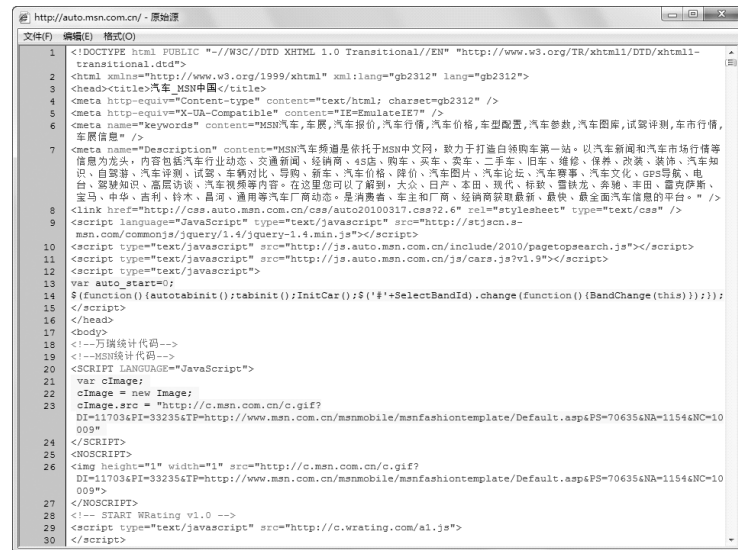 http://auto.msn.com.cn/ - 原始源
文件(F) 编辑(E) 格式(O)
1 <!DOCTYPE html PUBLIC "-//W3C//DTD XHTML 1.0 Transitional//EN" "http://www.w3.org/TR/xhtml1/DTD/xhtml1-
transitional.dtd">
2 <html xmlns="http://www.w3.org/1999/xhtml" xml:lang="gb2312" lang="gb2312">
3 <head><title>汽车_MSN中国</title>
4 <meta http-equiv="Content-type" content="text/html; charset=gb2312" />
5 <meta http-equiv="X-UA-Compatible" content="IE=EmulateIE7" />
6 <meta name="keywords" content="MSN汽车,车展,汽车报价,汽车行情,汽车价格,车型配置,汽车参数,汽车图库,试驾评测,车市行情,
车展信息" />
7 <meta name="Description" content="MSN汽车频道是依托于MSN中文网，致力于打造白领购车第一站。以汽车新闻和汽车市场行情等
信息为龙头，内容包括汽车行业动态、交通新闻、经销商、4S店、购车、买车、卖车、二手车、旧车、维修、保养、改装、装饰、汽车知
识、自驾游、汽车评测、试驾、车辆对比、导购、新车、汽车价格、降价、汽车图片、汽车论坛、汽车赛事、汽车文化、GPS导航、电
台、驾驶知识、高层访谈、汽车视频等内容。在这里您可以了解到，大众、日产、本田、现代、标致、雪铁龙、奔驰、丰田、雷克萨斯、
宝马、中华、吉利、铃木、昌河、通用等汽车厂商动态。是消费者、车主和厂商、经销商获取最新、最快、最全面汽车信息的平台。" />
8 <link href="http://css.auto.msn.com.cn/css/auto20100317.css?2.6" rel="stylesheet" type="text/css" />
9 <script language="JavaScript" type="text/javascript" src="http://stjscn.s-
msn.com/commonjs/jquery/1.4/jquery-1.4.min.js"></script>
10 <script type="text/javascript" src="http://js.auto.msn.com.cn/include/2010/pagetopsearch.js"></script>
11 <script type="text/javascript" src="http://js.auto.msn.com.cn/js/cars.js?v1.9"></script>
12 <script type="text/javascript">
13 var auto_start=0;
14 $(function(){autotabinit();tabinit();InitCar();$('#'+SelectBandId).change(function(){BandChange(this)});});
15 </script>
16 </head>
17 <body>
18 <!--万瑞统计代码-->
19 <!--MSN统计代码-->
20 <SCRIPT LANGUAGE="JavaScript">
21 var cImage;
22 cImage = new Image;
23 cImage.src = "http://c.msn.com.cn/c.gif?
DI=11703&PI=33235&TP=http://www.msn.com.cn/msnmobile/msnfashiontemplate/Default.asp&PS=70635&NA=1154&NC=10
009"
24 </SCRIPT>
25 <NOSCRIPT>
26 <img height="1" width="1" src="http://c.msn.com.cn/c.gif?
DI=11703&PI=33235&TP=http://www.msn.com.cn/msnmobile/msnfashiontemplate/Default.asp&PS=70635&NA=1154&NC=10
009">
27 </NOSCRIPT>
28 <!-- START WRating v1.0 -->
29 <script type="text/javascript" src="http://c.wrating.com/a1.js">
30 </script>